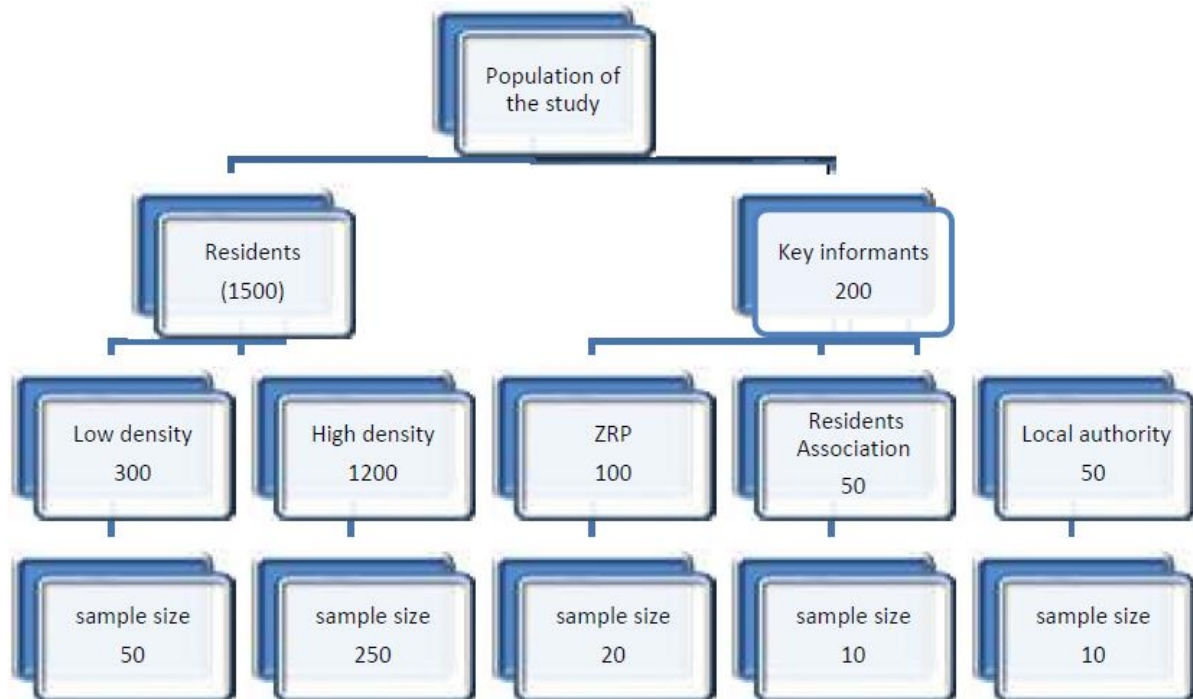 Population of
the study
Residents
(1500)
Key informants
200
Low density
300
High density
1200
ZRP
100
Residents
Association
50
Local authority
50
sample size
50
sample size
250
sample size
20
sample size
10
sample size
10